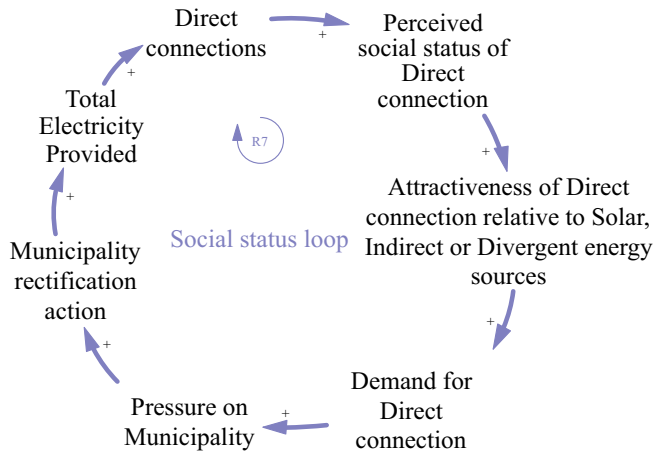 Direct
connections
+
Perceived
social status of
Direct
connection
+
Attractiveness of Direct
connection relative to Solar,
Indirect or Divergent energy
sources
+
Demand for
Direct
connection
+
Pressure on
Municipality
+
Municipality
rectification
action
+
Total
Electricity
Provided
+
R7
Social status loop